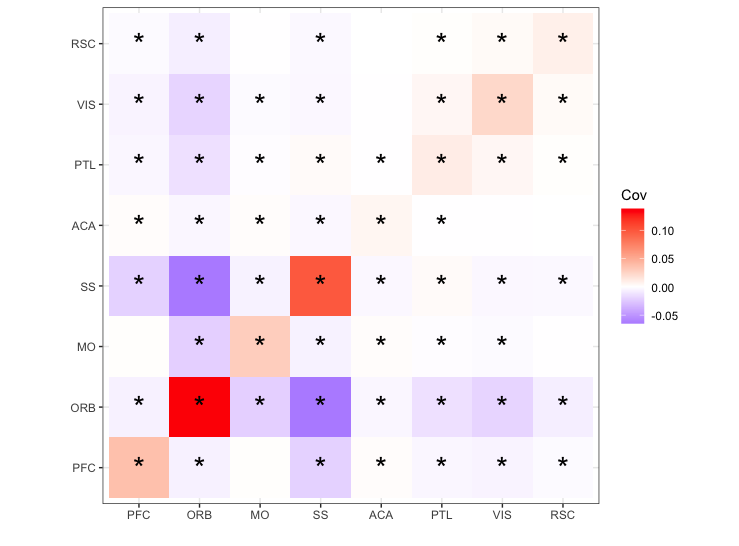 RSC * * * * * *
VIS * * * * * *
PTL * * * * * * * *
ACA * * * * * *
SS * * * * * * * *
MO * * * * * *
ORB * * * * * * * *
PFC * * * * * * *
PFC ORB MO SS ACA PTL VIS RSC
Cov
0.10
0.05
0.00
-0.05